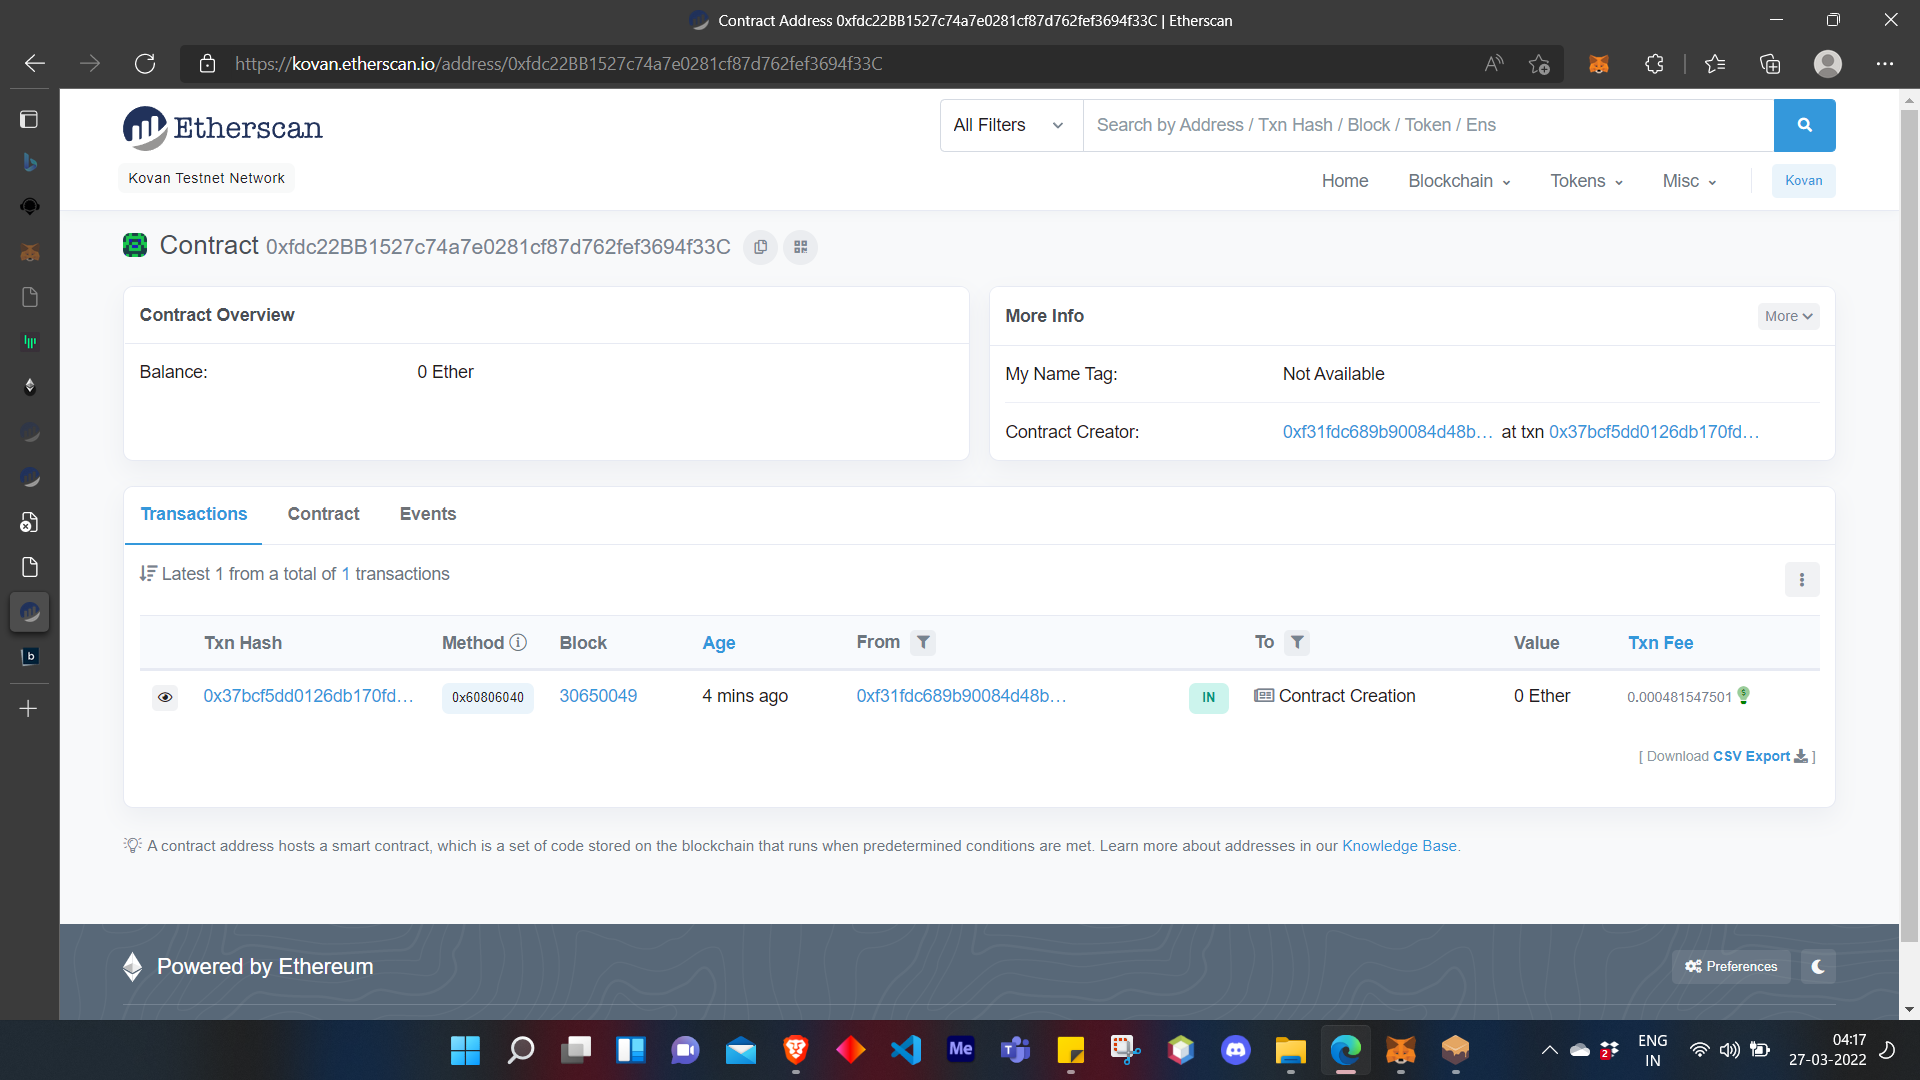 Contract Address 0xfdc22BB1527c74a7e0281cf87d762fef3694f33C | Etherscan
https://kovan.etherscan.io/address/0xfdc22BB1527c74a7e0281cf87d762fef3694f33C
Etherscan
All Filters
Search by Address / Txn Hash / Block / Token / Ens
Kovan Testnet Network
Home Blockchain Tokens Misc Kovan
Contract 0xfdc22BB1527c74a7e0281cf87d762fef3694f33C
Contract Overview
Balance: 0 Ether
More Info More
My Name Tag: Not Available
Contract Creator: 0xf31fdc689b90084d48b... at txn 0x37bcf5dd0126db170fd...
Transactions Contract Events
Latest 1 from a total of 1 transactions
Txn Hash Method Block Age From To Value Txn Fee
0x37bcf5dd0126db170fd... 0x60806040 30650049 4 mins ago 0xf31fdc689b90084d48b... IN Contract Creation 0 Ether 0.000481547501
[ Download CSV Export ]
A contract address hosts a smart contract, which is a set of code stored on the blockchain that runs when predetermined conditions are met. Learn more about addresses in our Knowledge Base.
Powered by Ethereum
Preferences
Me
2
ENG
IN
04:17
27-03-2022